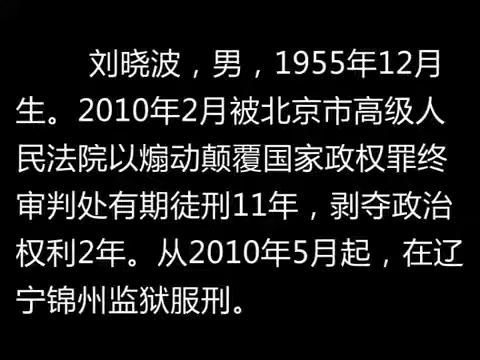 刘晓波，男，1955年12月
生。2010年2月被北京市高级人
民法院以煽动颠覆国家政权罪终
审判处有期徒刑11年，剥夺政治
权利2年。从2010年5月起，在辽
宁锦州监狱服刑。